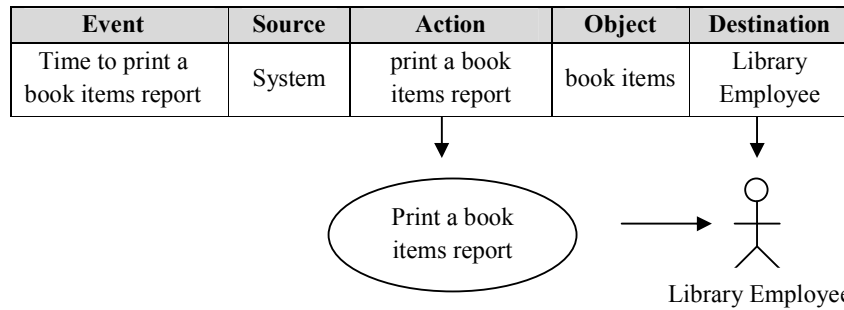 Event Source Action Object Destination
Time to print a book items report System print a book items report book items Library Employee
Print a book
items report
Library Employee